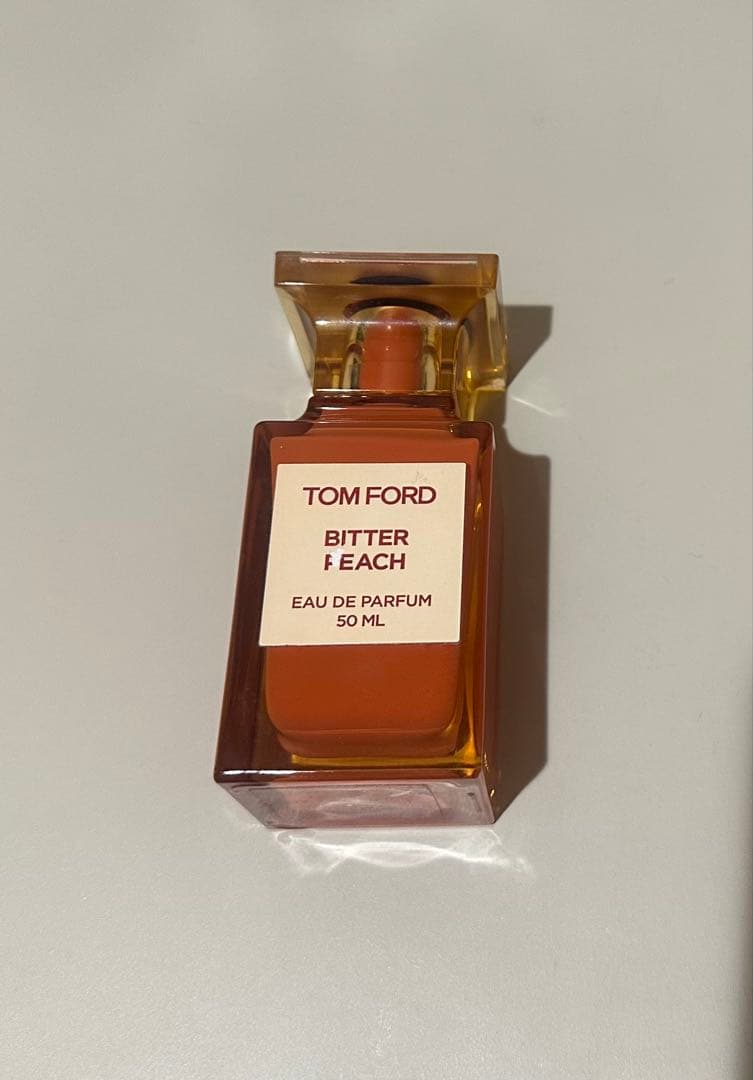 TOM FORD
BITTER
PEACH
EAU DE PARFUM
50 ML